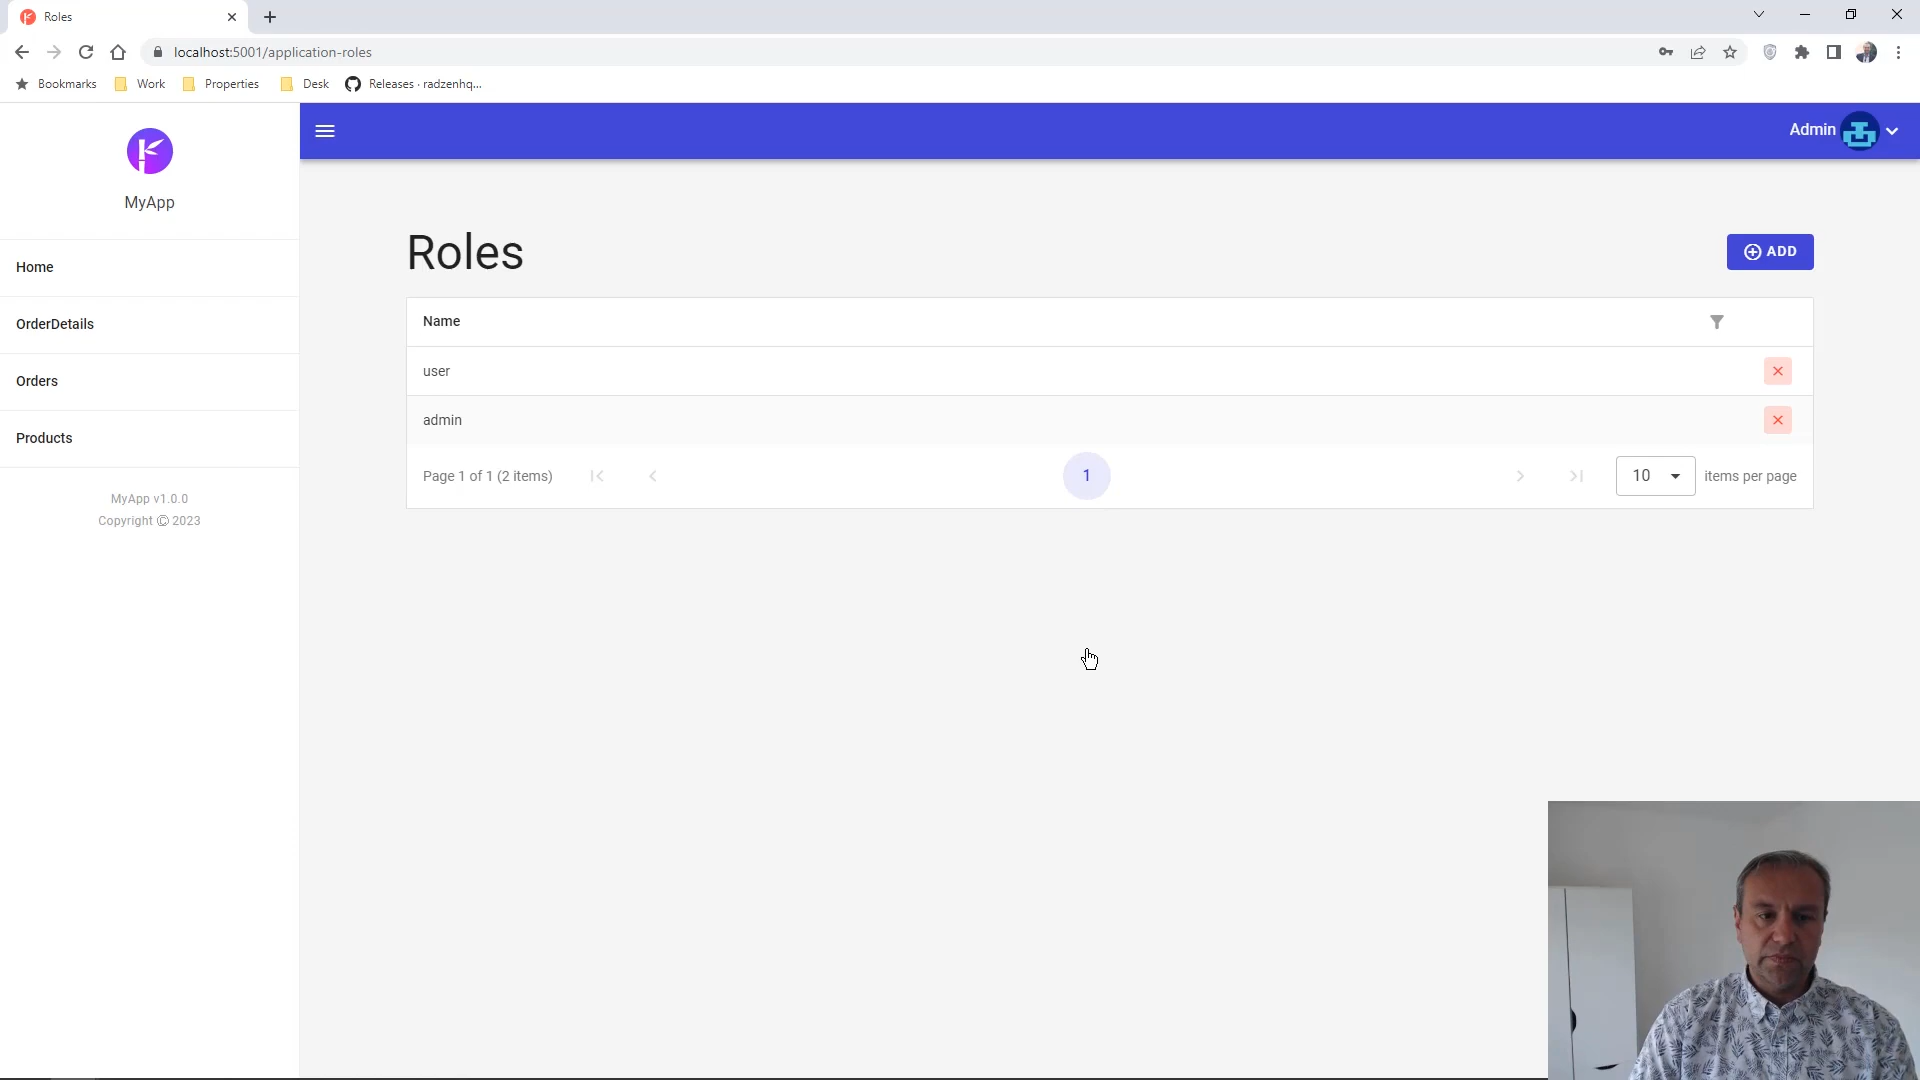 Roles
localhost:5001/application-roles
Bookmarks
Work
Properties
Desk
Releases · radzenhq...
Admin
MyApp
Home
OrderDetails
Orders
Products
MyApp v1.0.0
Copyright © 2023
Roles
ADD
Name
user
admin
Page 1 of 1 (2 items)
1
10
items per page